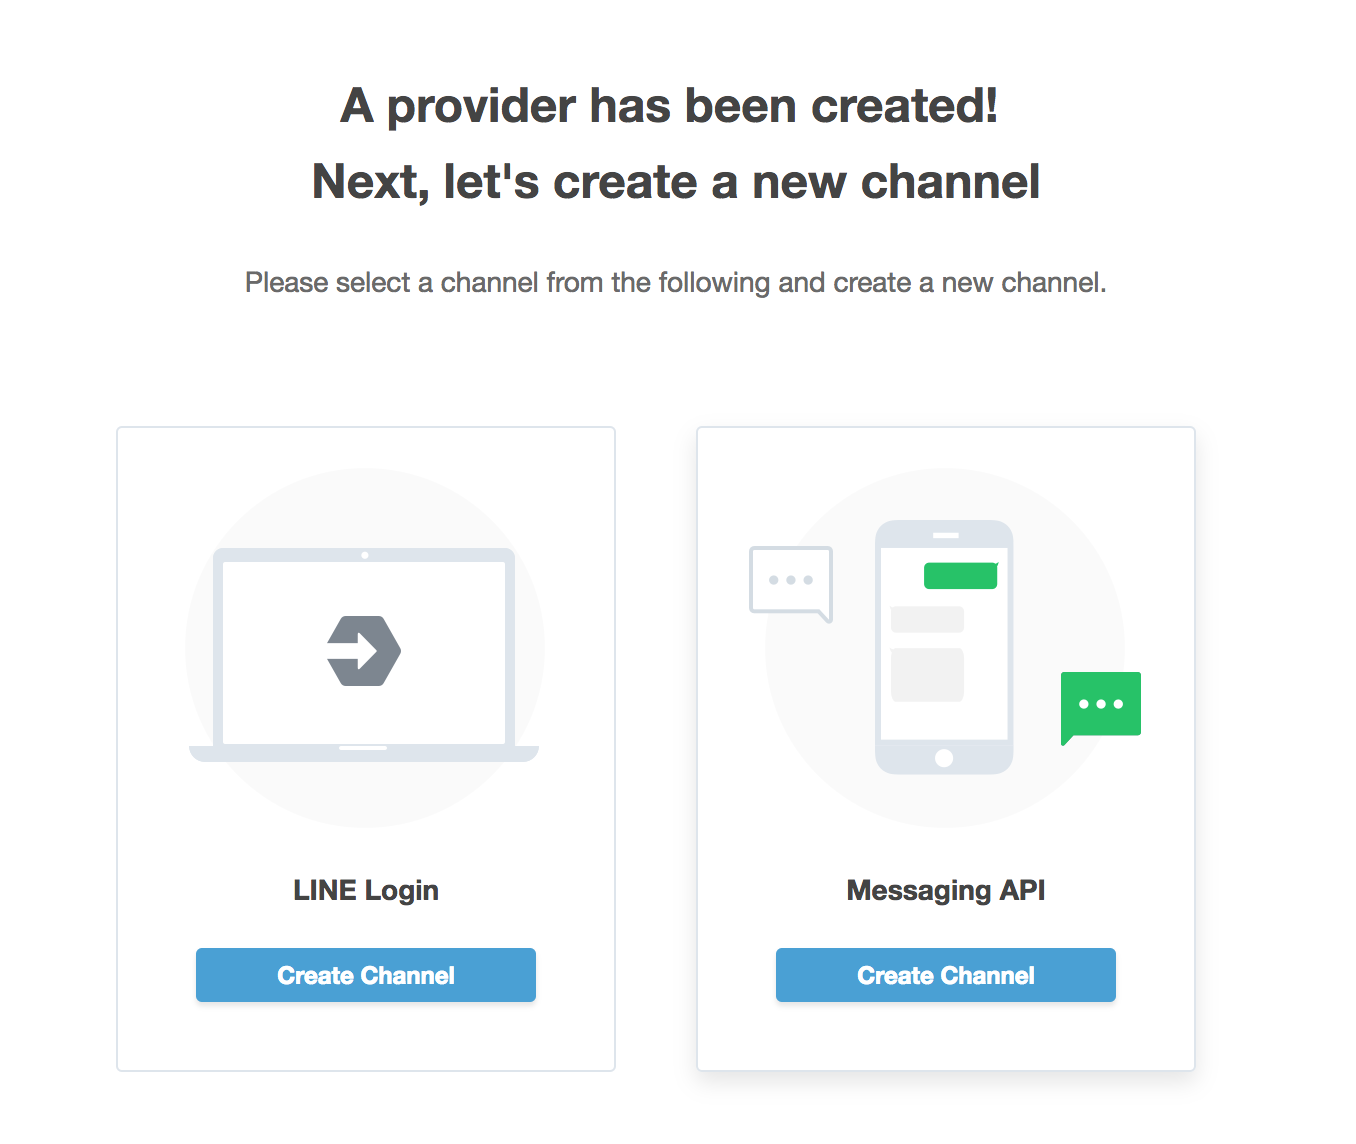 A provider has been created!
Next, let's create a new channel
Please select a channel from the following and create a new channel.
LINE Login
Create Channel
Messaging API
Create Channel